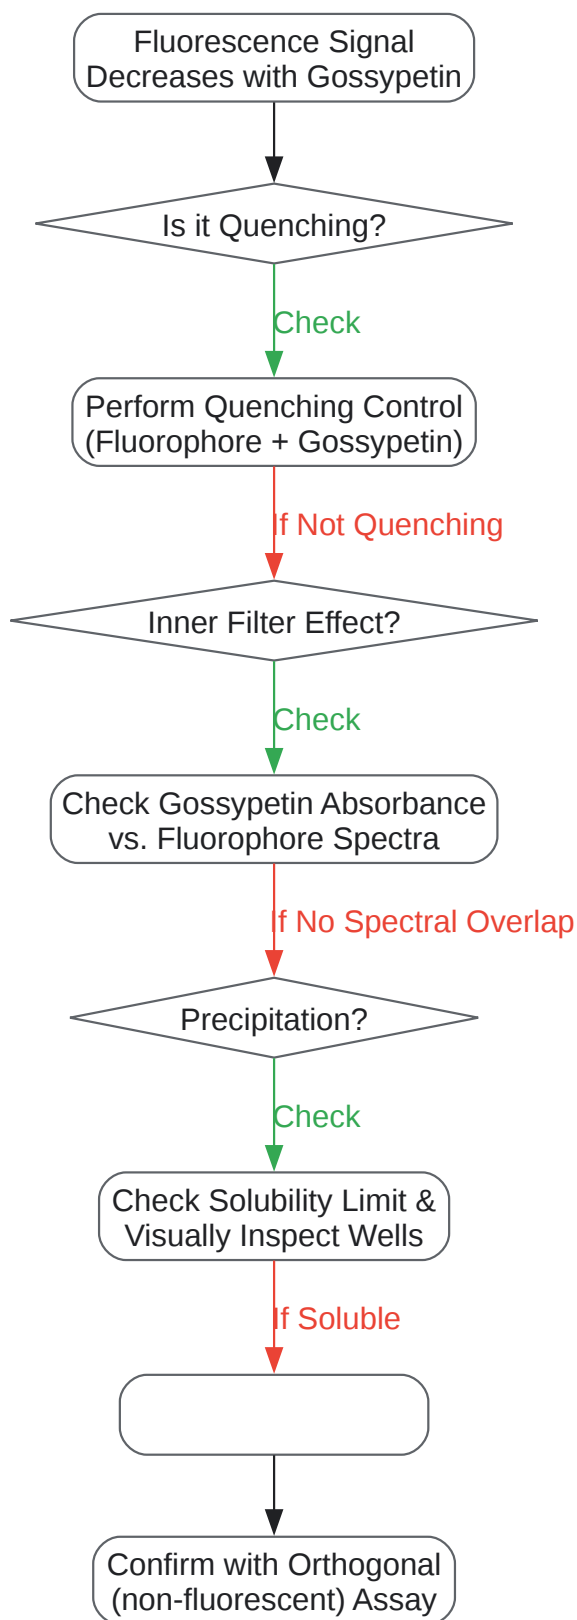 Fluorescence Signal
Decreases with Gossypetin
Is it Quenching?
Check
Perform Quenching Control
(Fluorophore + Gossypetin)
If Not Quenching
Inner Filter Effect?
Check
Check Gossypetin Absorbance
vs. Fluorophore Spectra
If No Spectral Overlap
Precipitation?
Check
Check Solubility Limit &
Visually Inspect Wells
If Soluble
Confirm with Orthogonal
(non-fluorescent) Assay